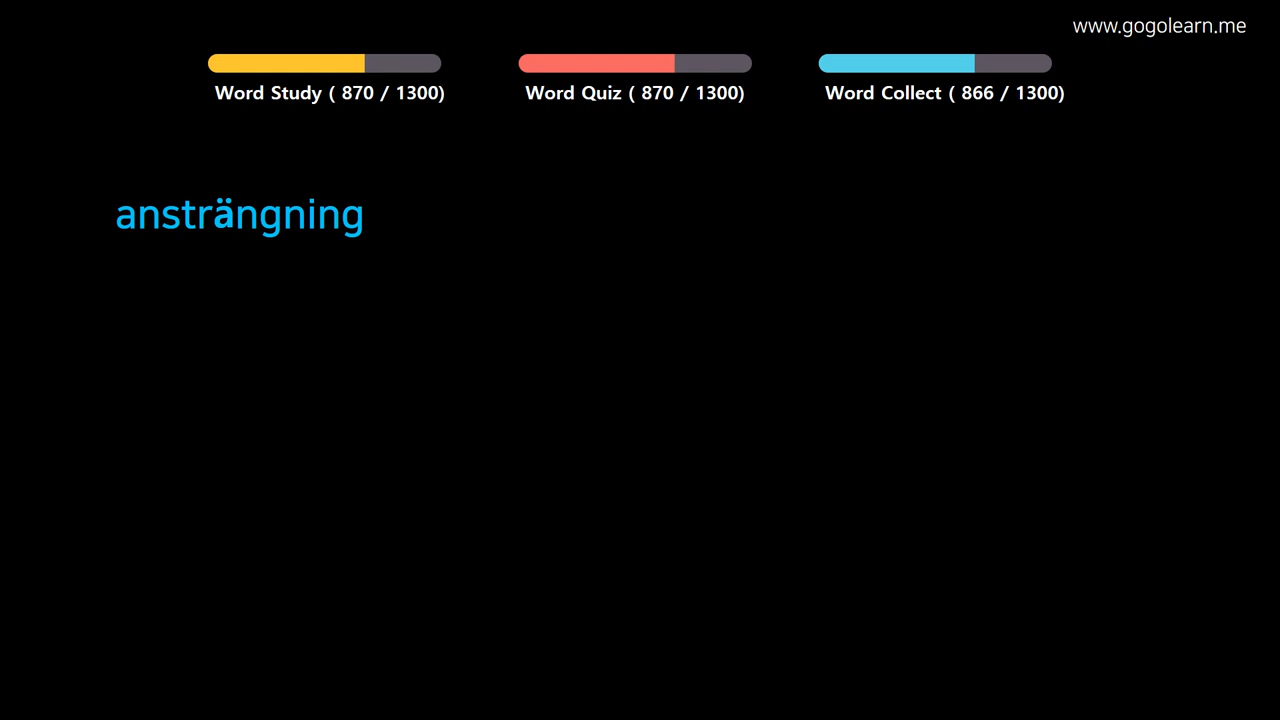 www.gogolearn.me
Word Study ( 870 / 1300)
Word Quiz ( 870 / 1300)
Word Collect ( 866 / 1300)
ansträngning